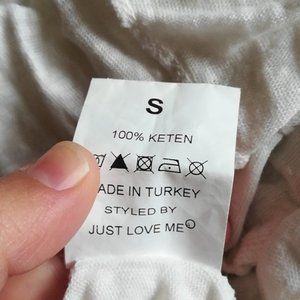 S
100% KETEN
ADE IN TURKEY
STYLED BY
JUST LOVE ME